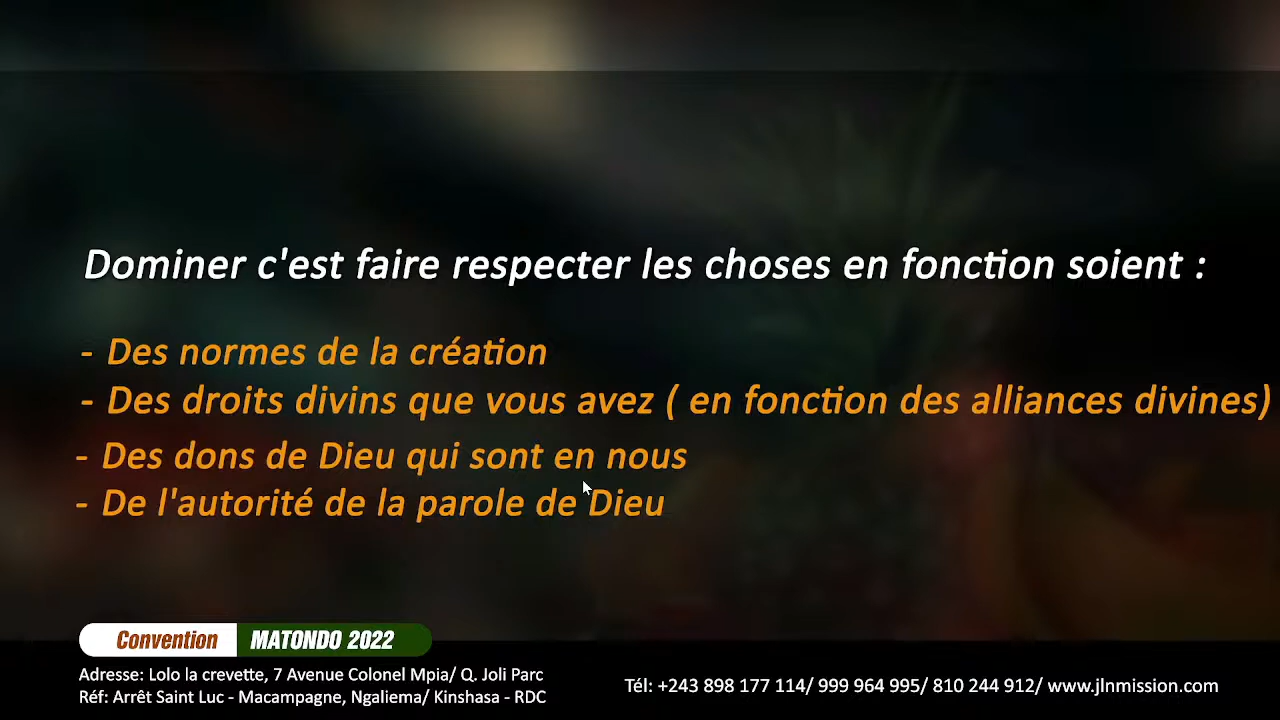 Dominer c'est faire respecter les choses en fonction soient :
- Des normes de la création
- Des droits divins que vous avez ( en fonction des alliances divines)
- Des dons de Dieu qui sont en nous
- De l'autorité de la parole de Dieu
Convention MATONDO 2022
Adresse: Lolo la crevette, 7 Avenue Colonel Mpia/ Q. Joli Parc
Réf: Arrêt Saint Luc - Macampagne, Ngaliema/ Kinshasa - RDC
Tél: +243 898 177 114/ 999 964 995/ 810 244 912/ www.jlnmission.com